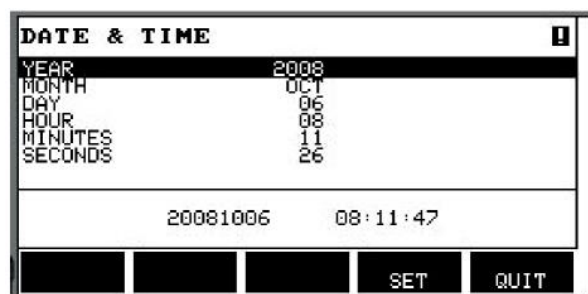 DATE & TIME
YEAR 2008
MONTH OCT
DAY 06
HOUR 08
MINUTES 11
SECONDS 26
20081006 08:11:47
SET QUIT